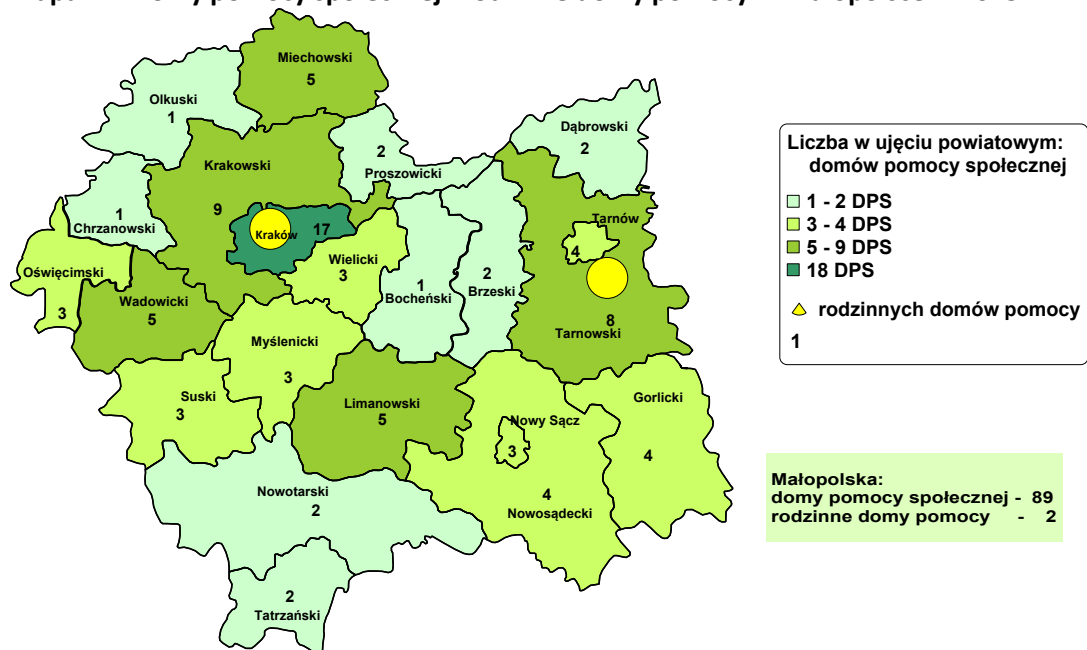 Miechowski
5
Olkuski
1
Dąbrowski
2
2
Proszowicki
Krakowski
9
1
Chrzanowski
Kraków
17
Tarnów
4
Oświęcimski
3
Wielicki
3
1
Bocheński
2
Brzeski
Wadowicki
5
8
Tarnowski
Myślenicki
3
Suski
3
Limanowski
5
Nowy Sącz
3
Gorlicki
4
4
Nowosądecki
Nowotarski
2
2
Tatrzański
Liczba w ujęciu powiatowym:
domów pomocy społecznej
1 - 2 DPS
3 - 4 DPS
5 - 9 DPS
18 DPS
rodzinnych domów pomocy
1
Małopolska:
domy pomocy społecznej - 89
rodzinne domy pomocy - 2